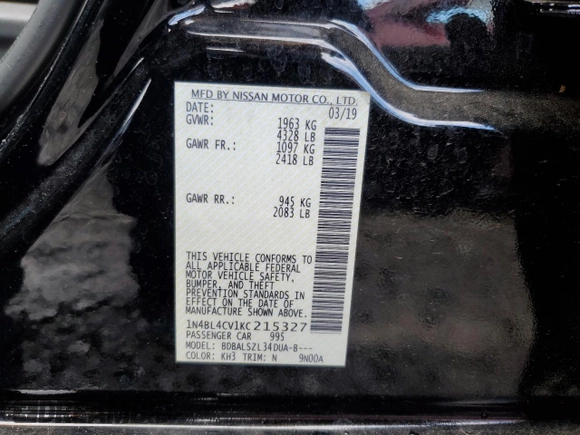 MFD BY NISSAN MOTOR CO., LTD.
DATE: 03/19
GVWR: 1963 KG
4328 LB
GAWR FR.: 1097 KG
2418 LB
GAWR RR.: 945 KG
2083 LB
THIS VEHICLE CONFORMS TO
ALL APPLICABLE FEDERAL
MOTOR VEHICLE SAFETY,
BUMPER, AND THEFT
PREVENTION STANDARDS IN
EFFECT ON THE DATE OF
MANUFACTURE SHOWN ABOVE.
1N4BL4CV1KC215327
PASSENGER CAR 995
MODEL: BDBALSZL34DUA-B---
COLOR: KH3 TRIM: N 9N00A